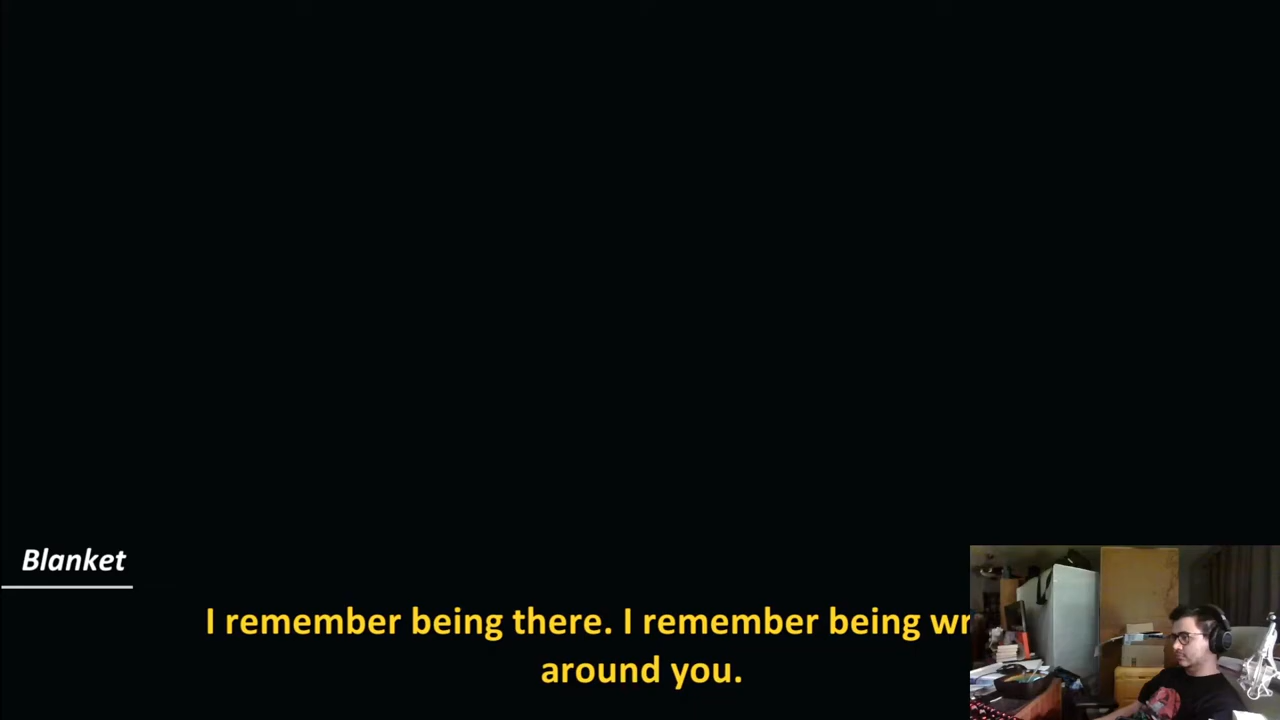 Blanket
I remember being there. I remember being
around you.